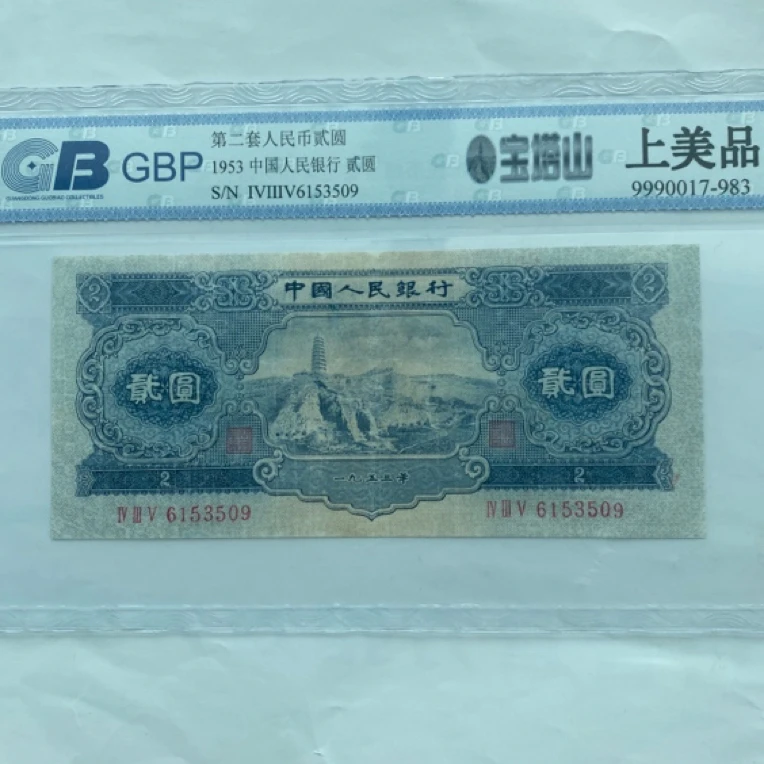 GB GBP
第二套人民币贰圆
1953 中国人民银行 贰圆
S/N IVIIIV6153509
宝塔山
上美品
9990017-983
中國人民銀行
2
2
貳圓
貳圓
2
2
一九五三年
IV III V 6153509
IV III V 6153509